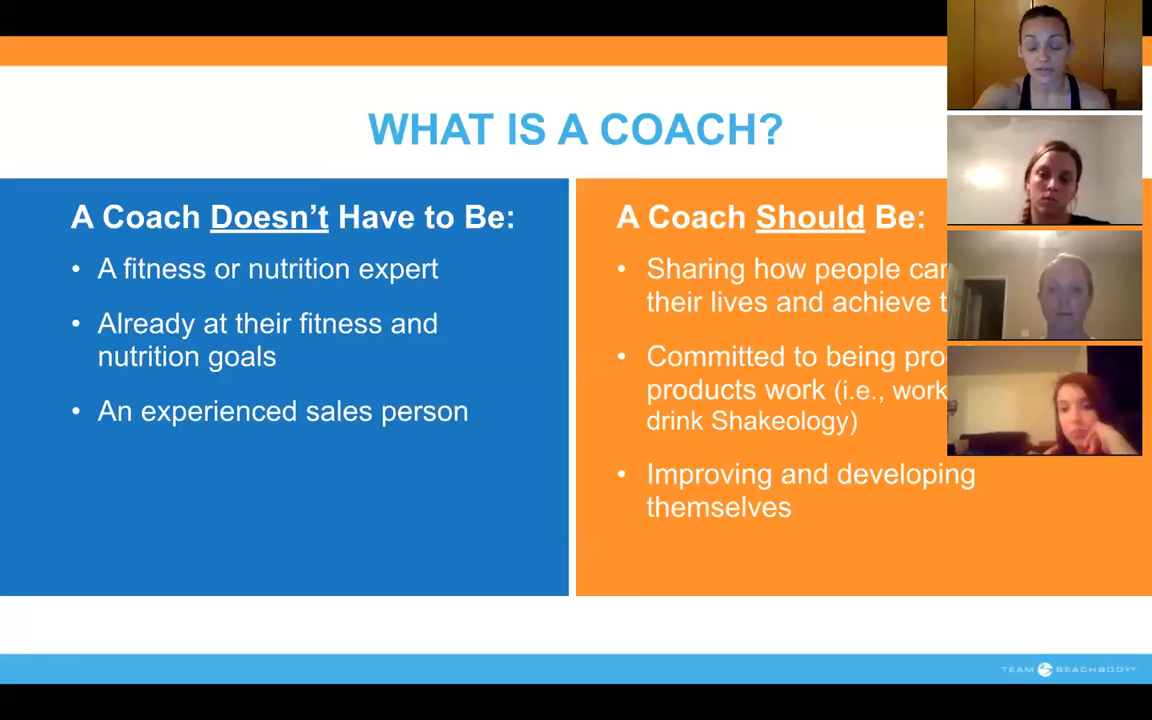 WHAT IS A COACH?
A Coach Doesn't Have to Be:
• A fitness or nutrition expert
• Already at their fitness and
nutrition goals
• An experienced sales person
A Coach Should Be:
• Sharing how people can
their lives and achieve
• Committed to being
products work (i.e., work
drink Shakeology)
• Improving and developing
themselves
TEAM BEACHBODY